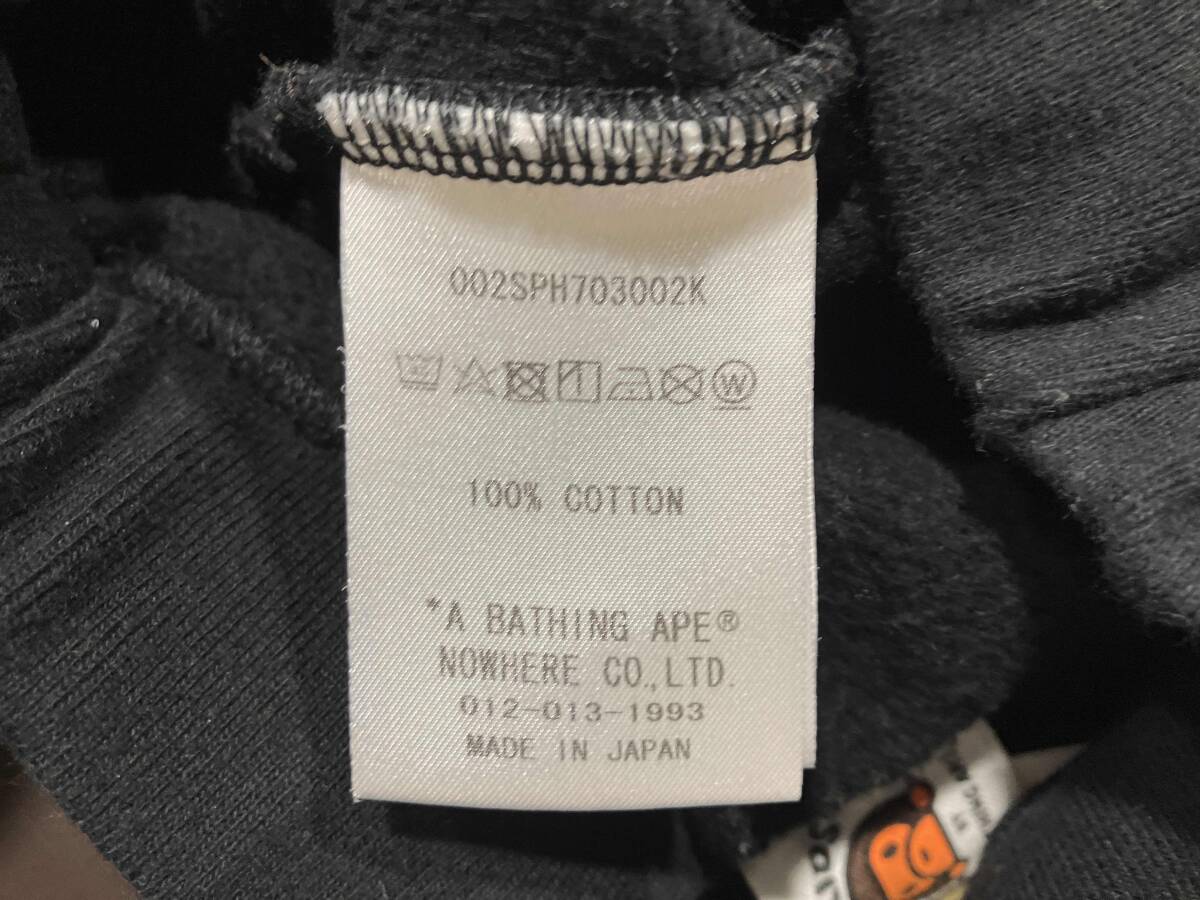 002SPH703002K
W
100% COTTON
*A BATHING APE®
NOWHERE CO.,LTD.
012-013-1993
MADE IN JAPAN